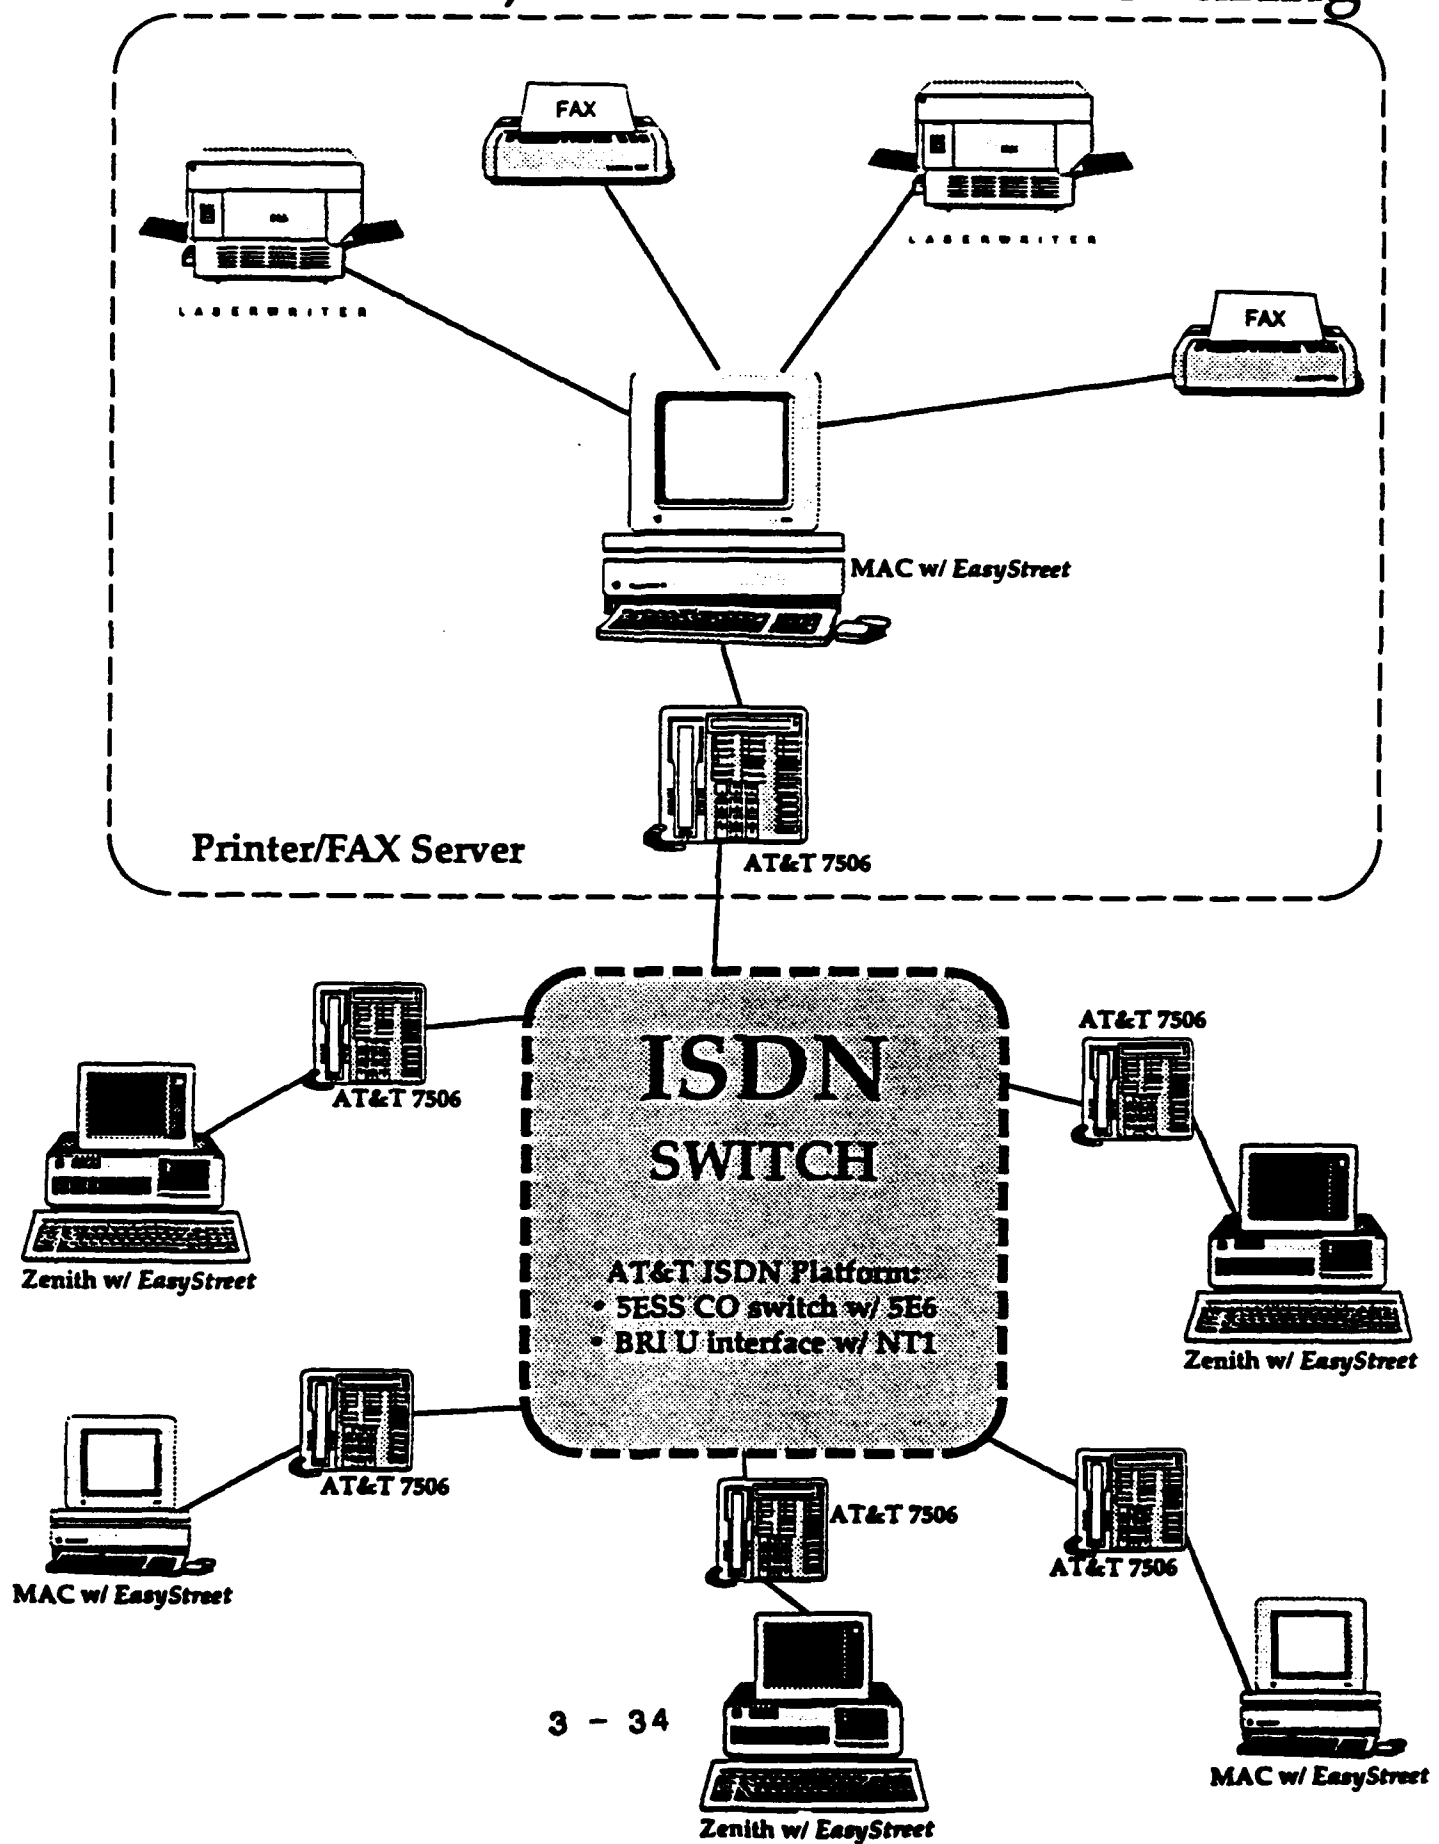 FAX
FAX
LASERWRITER
LASERWRITER
MAC w/ EasyStreet
Printer/FAX Server
AT&T 7506
ISDN
SWITCH
AT&T ISDN Platform:
• 5ESS CO switch w/ 5E6
• BRI U interface w/ NT1
AT&T 7506
Zenith w/ EasyStreet
AT&T 7506
Zenith w/ EasyStreet
AT&T 7506
MAC w/ EasyStreet
AT&T 7506
Zenith w/ EasyStreet
AT&T 7506
MAC w/ EasyStreet
3 - 34